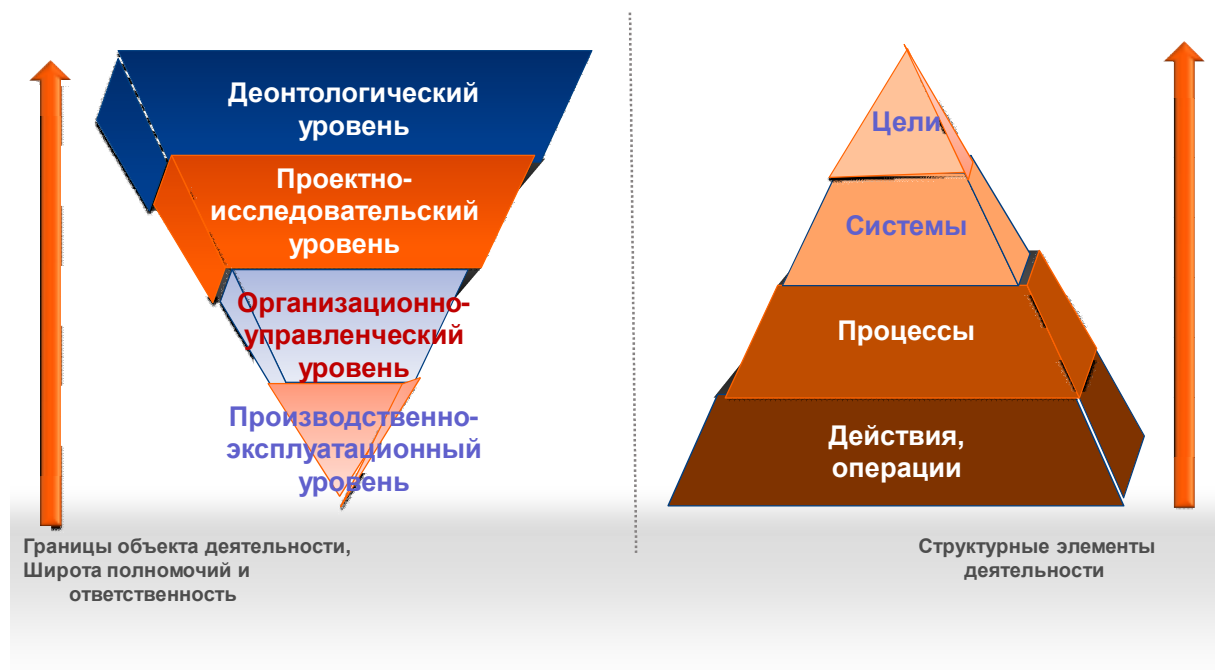 Деонтологический
уровень
Проектно-
исследовательский
уровень
Организационно-
управленческий
уровень
Производственно-
эксплуатационный
уровень
Границы объекта деятельности,
Широта полномочий и
ответственность
Цели
Системы
Процессы
Действия,
операции
Структурные элементы
деятельности